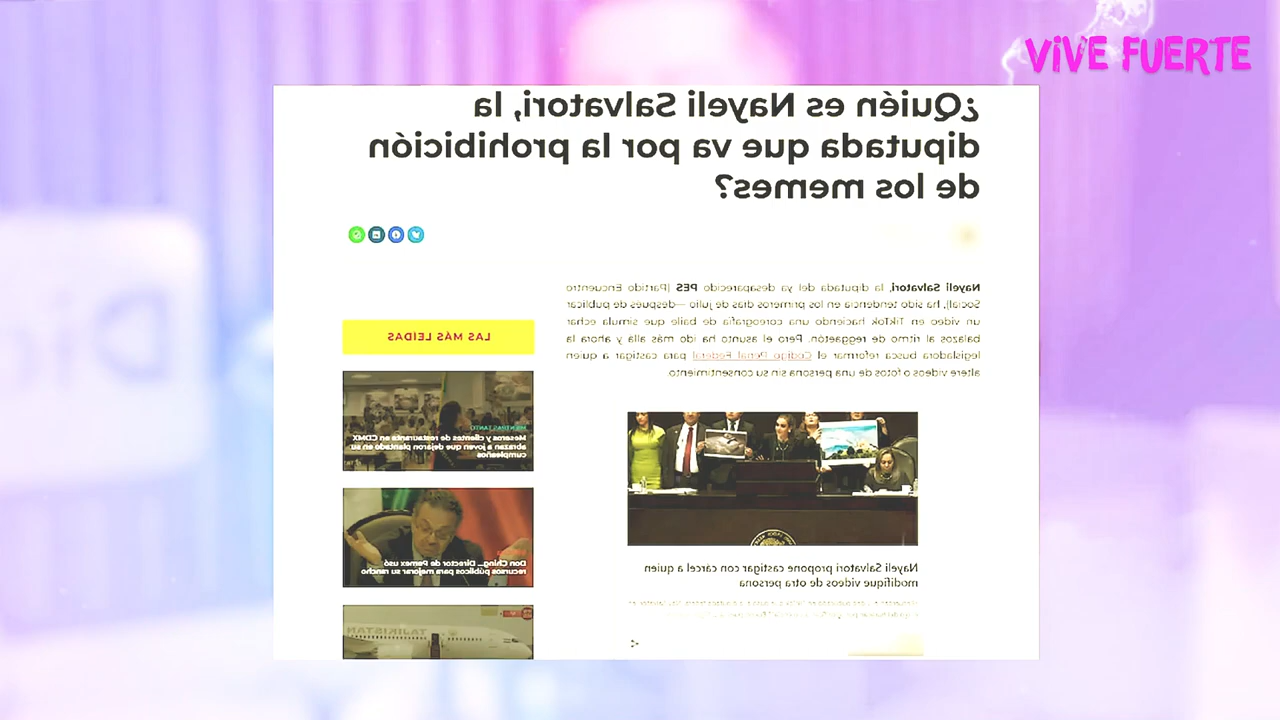 ViVE FUERTE
¿Quién es Nayeli Salvatori, la
diputada que va por la prohibición
de los memes?
Nayeli Salvatori, la diputada del ya desaparecido PES (Partido Encuentro
Social), ha sido tendencia en los primeros días de julio —después de publicar
un video en TikTok haciendo una coreografía de baile que simula echar
balazos al ritmo de reggaetón. Pero el asunto ha ido más allá y ahora la
legisladora busca reformar el Código Penal Federal para castigar a quien
altere videos o fotos de una persona sin su consentimiento.
Nayeli Salvatori propone castigar con cárcel a quien
modifique videos de otra persona
LAS MÁS LEÍDAS
MIENTRAS TANTO
Meseros y clientes de restaurante en CDMX
abrazan a joven que dejaron plantado en su
cumpleaños
Don Ching... Director de Pemex usó
recursos públicos para mejorar su rancho
TAJIKISTAN